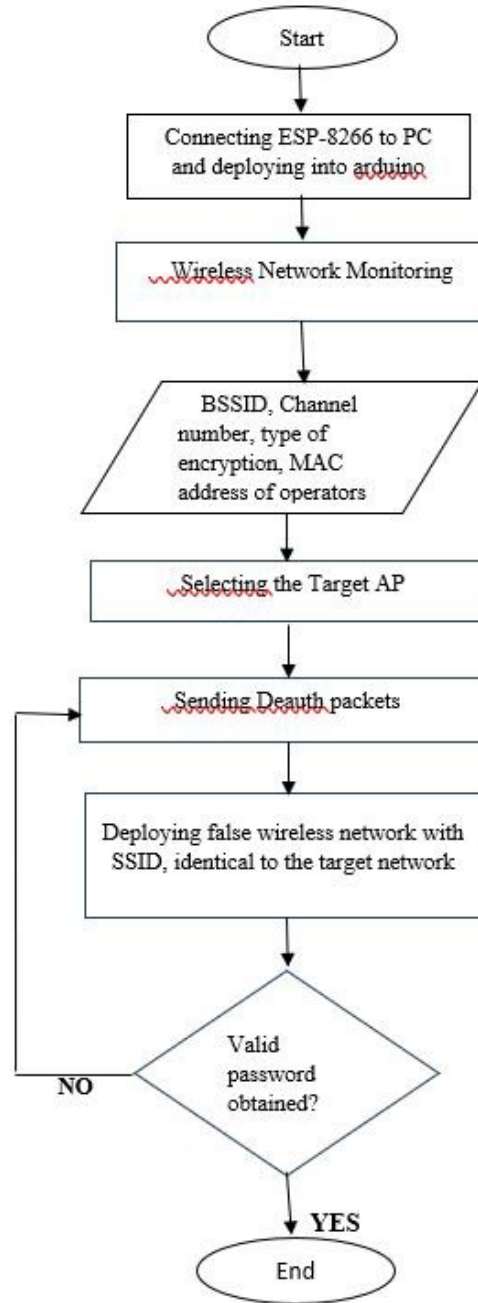 Start
Connecting ESP-8266 to PC
and deploying into arduino
Wireless Network Monitoring
BSSID, Channel
number, type of
encryption, MAC
address of operators
Selecting the Target AP
Sending Deauth packets
Deploying false wireless network with
SSID, identical to the target network
Valid
password
obtained?
NO
YES
End